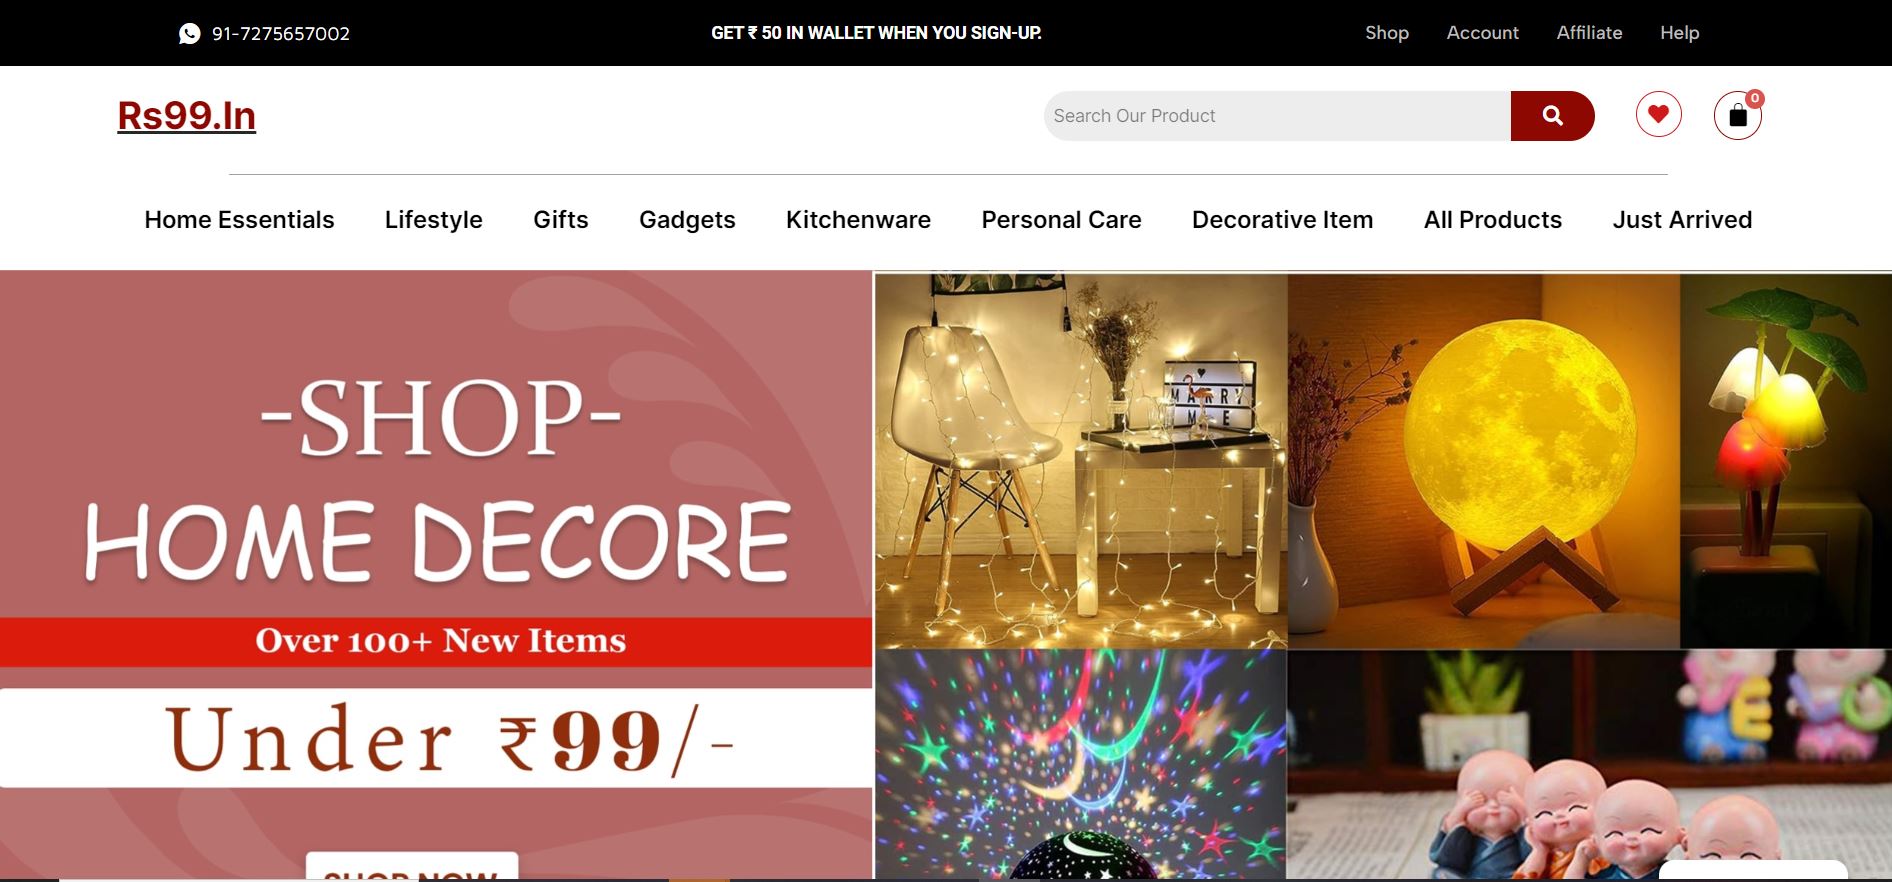 91-7275657002
GET ₹ 50 IN WALLET WHEN YOU SIGN-UP.
Shop Account Affiliate Help
Rs99.In
Search Our Product
0
Home Essentials Lifestyle Gifts Gadgets Kitchenware Personal Care Decorative Item All Products Just Arrived
-SHOP-
HOME DECORE
Over 100+ New Items
Under ₹99/-
SHOP NOW
MARRY
ME